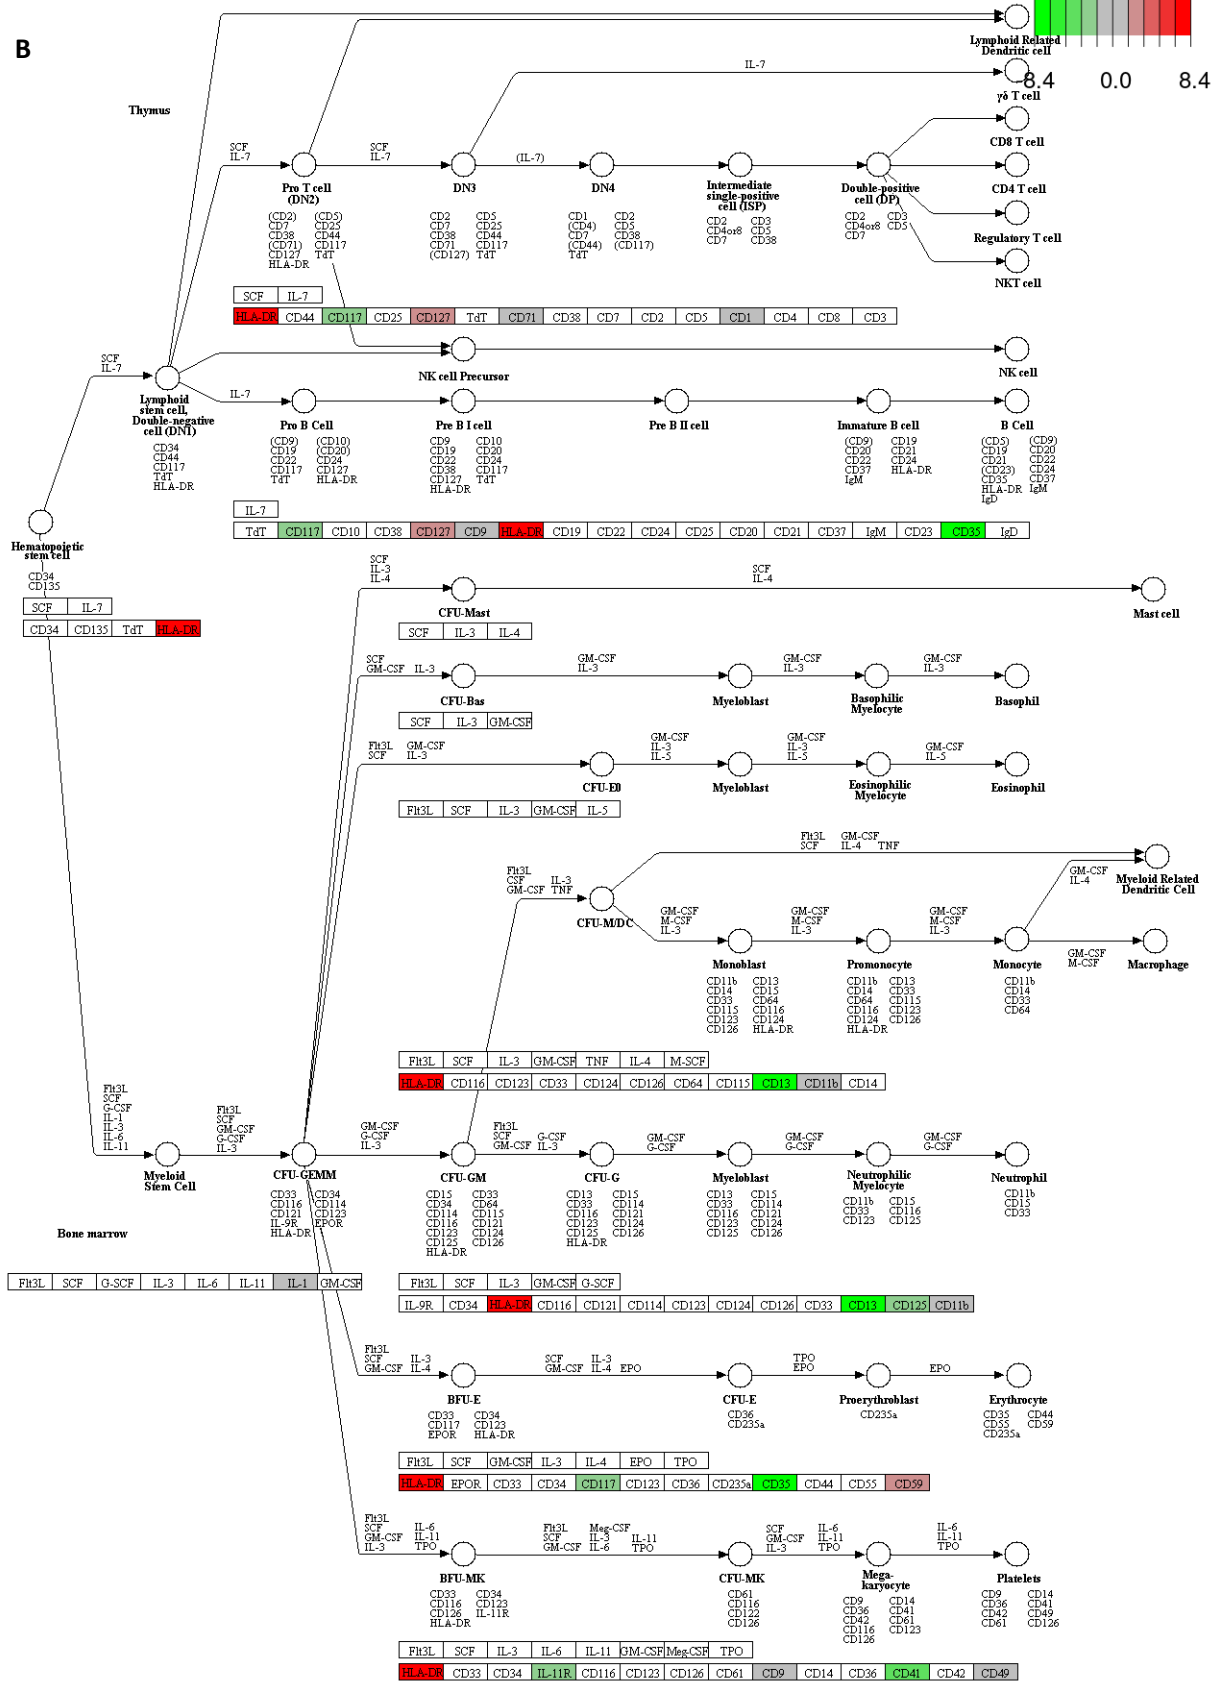 B
8.4 0.0 8.4
Lymphoid Related
Dendritic cell
IL-7
γδ T cell
Thymus
CD8 T cell
SCF
IL-7
SCF
IL-7
(IL-7)
Pro T cell
(DN2)
DN3
DN4
Intermediate
single-positive
cell (ISP)
Double-positive
cell (DP)
CD4 T cell
(CD2) (CD5)
CD7 CD25
CD38 CD44
(CD71) CD117
CD127 TdT
HLA-DR
CD2 CD5
CD7 CD25
CD38 CD44
CD71 CD117
(CD127) TdT
CD1 CD2
(CD4) CD5
CD7 CD38
(CD44) (CD117)
TdT
CD2 CD3
CD4or8 CD5
CD7 CD38
CD2 CD3
CD4or8 CD5
CD7
Regulatory T cell
NKT cell
SCF IL-7
HLA-DR CD44 CD117 CD25 CD127 TdT CD71 CD38 CD7 CD2 CD5 CD1 CD4 CD8 CD3
SCF
IL-7
NK cell Precursor
NK cell
Lymphoid
stem cell,
Double-negative
cell (DN1)
IL-7
Pro B Cell
Pre B I cell
Pre B II cell
Immature B cell
B Cell
CD34
CD44
CD117
TdT
HLA-DR
(CD9) (CD10)
CD19 (CD20)
CD22 CD24
CD117 CD127
TdT HLA-DR
CD9 CD10
CD19 CD20
CD22 CD24
CD38 CD117
CD127 TdT
HLA-DR
(CD9) CD19
CD20 CD21
CD22 CD24
CD37 HLA-DR
IgM
(CD5) (CD9)
CD19 CD20
CD21 CD22
(CD23) CD24
CD35 CD37
HLA-DR IgM
IgD
IL-7
TdT CD117 CD10 CD38 CD127 CD9 HLA-DR CD19 CD22 CD24 CD25 CD20 CD21 CD37 IgM CD23 CD35 IgD
Hematopoietic
stem cell
CD34
CD135
SCF IL-7
CD34 CD135 TdT HLA-DR
SCF
IL-3
IL-4
SCF
IL-4
CFU-Mast
Mast cell
SCF IL-3 IL-4
SCF
GM-CSF IL-3
GM-CSF
IL-3
GM-CSF
IL-3
GM-CSF
IL-3
CFU-Bas
Myeloblast
Basophilic
Myelocyte
Basophil
SCF IL-3 GM-CSF
Flt3L GM-CSF
SCF IL-3
GM-CSF
IL-3
IL-5
GM-CSF
IL-3
IL-5
GM-CSF
IL-5
CFU-E0
Myeloblast
Eosinophilic
Myelocyte
Eosinophil
Flt3L SCF IL-3 GM-CSF IL-5
Flt3L GM-CSF
SCF IL-4 TNF
Flt3L
CSF IL-3
GM-CSF TNF
GM-CSF
IL-4
Myeloid Related
Dendritic Cell
CFU-M/DC
GM-CSF
M-CSF
IL-3
GM-CSF
M-CSF
IL-3
GM-CSF
M-CSF
IL-3
GM-CSF
M-CSF
Monoblast
Promonocyte
Monocyte
Macrophage
CD11b CD13
CD14 CD15
CD33 CD64
CD115 CD116
CD123 CD124
CD126 HLA-DR
CD11b CD13
CD14 CD33
CD64 CD115
CD116 CD123
CD124 CD126
HLA-DR
CD11b
CD14
CD33
CD64
Flt3L SCF IL-3 GM-CSF TNF IL-4 M-SCF
HLA-DR CD116 CD123 CD33 CD124 CD126 CD64 CD115 CD13 CD11b CD14
Flt3L
SCF
G-CSF
IL-1
IL-3
IL-6
IL-11
Flt3L
SCF
GM-CSF
G-CSF
IL-3
GM-CSF
G-CSF
IL-3
Flt3L
SCF G-CSF
GM-CSF IL-3
GM-CSF
G-CSF
GM-CSF
G-CSF
GM-CSF
G-CSF
Myeloid
Stem Cell
CFU-GEMM
CFU-GM
CFU-G
Myeloblast
Neutrophilic
Myelocyte
Neutrophil
CD33 CD34
CD116 CD114
CD121 CD123
IL-9R EPOR
HLA-DR
CD15 CD33
CD34 CD64
CD114 CD115
CD116 CD121
CD123 CD124
CD125 CD126
HLA-DR
CD13 CD15
CD33 CD114
CD116 CD121
CD123 CD124
CD125 CD126
HLA-DR
CD13 CD15
CD33 CD114
CD116 CD121
CD123 CD124
CD125 CD126
CD11b CD15
CD33 CD116
CD123 CD125
CD11b
CD15
CD33
Bone marrow
Flt3L SCF G-SCF IL-3 IL-6 IL-11 IL-1 GM-CSF
Flt3L SCF IL-3 GM-CSF G-SCF
IL-9R CD34 HLA-DR CD116 CD121 CD114 CD123 CD124 CD126 CD33 CD13 CD125 CD11b
Flt3L
SCF IL-3
GM-CSF IL-4
SCF IL-3
GM-CSF IL-4 EPO
TPO
EPO
EPO
BFU-E
CFU-E
Proerythroblast
Erythrocyte
CD33 CD34
CD117 CD123
EPOR HLA-DR
CD36
CD235a
CD235a
CD35 CD44
CD55 CD59
CD235a
Flt3L SCF GM-CSF IL-3 IL-4 EPO TPO
HLA-DR EPOR CD33 CD34 CD117 CD123 CD36 CD235a CD35 CD44 CD55 CD59
Flt3L
SCF IL-6
GM-CSF IL-11
IL-3 TPO
Flt3L Meg-CSF
SCF IL-3 IL-11
GM-CSF IL-6 TPO
SCF IL-6
GM-CSF IL-11
IL-3 TPO
IL-6
IL-11
TPO
BFU-MK
CFU-MK
Mega-
karyocyte
Platelets
CD33 CD34
CD116 CD123
CD126 IL-11R
HLA-DR
CD61
CD116
CD122
CD126
CD9 CD14
CD36 CD41
CD42 CD61
CD116 CD123
CD126
CD9 CD14
CD36 CD41
CD42 CD49
CD61 CD126
Flt3L SCF IL-3 IL-6 IL-11 GM-CSF Meg-CSF TPO
HLA-DR CD33 CD34 IL-11R CD116 CD123 CD126 CD61 CD9 CD14 CD36 CD41 CD42 CD49